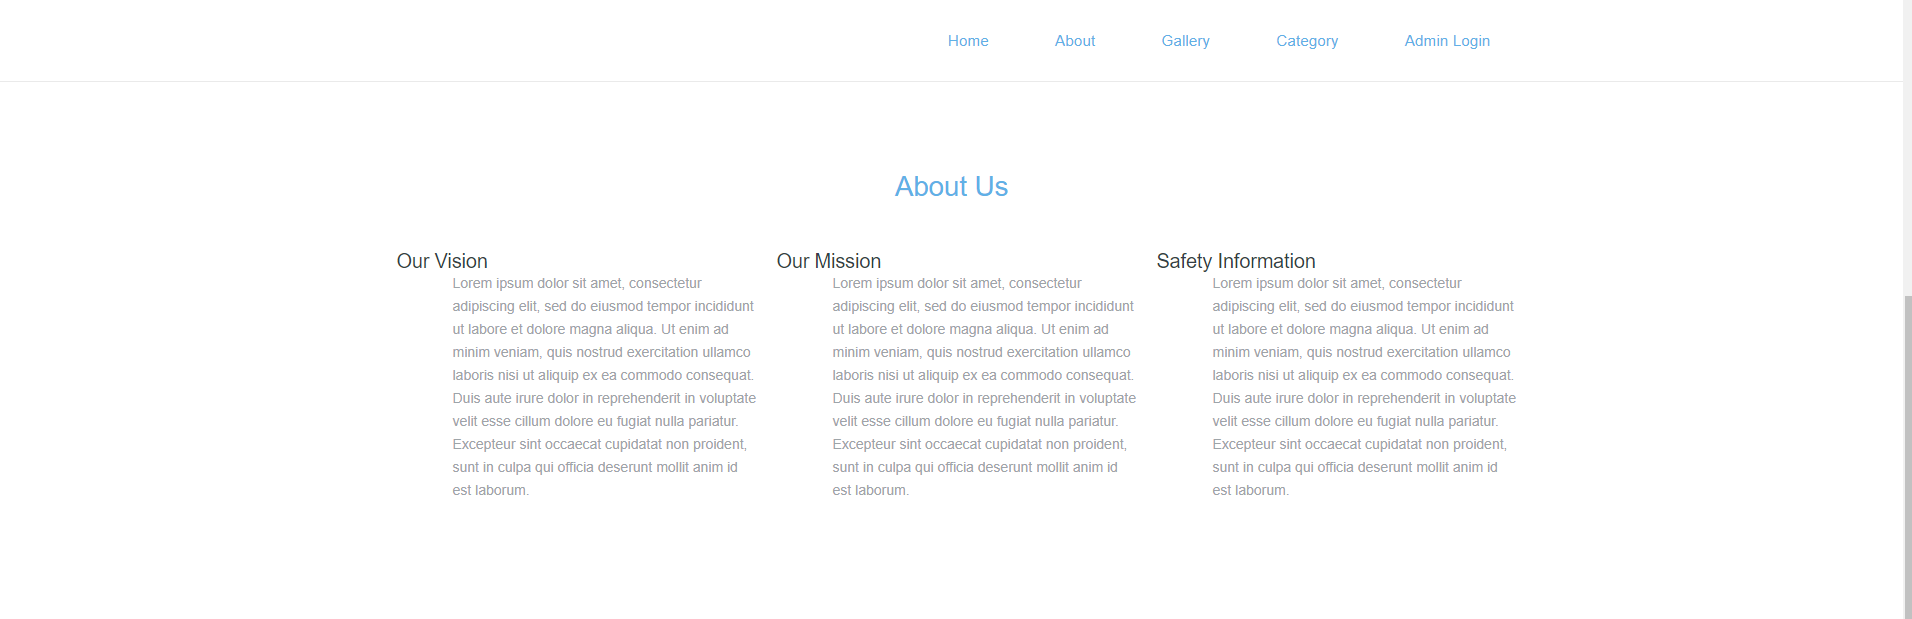 Home About Gallery Category Admin Login
About Us
Our Vision
Lorem ipsum dolor sit amet, consectetur
adipiscing elit, sed do eiusmod tempor incididunt
ut labore et dolore magna aliqua. Ut enim ad
minim veniam, quis nostrud exercitation ullamco
laboris nisi ut aliquip ex ea commodo consequat.
Duis aute irure dolor in reprehenderit in voluptate
velit esse cillum dolore eu fugiat nulla pariatur.
Excepteur sint occaecat cupidatat non proident,
sunt in culpa qui officia deserunt mollit anim id
est laborum.
Our Mission
Lorem ipsum dolor sit amet, consectetur
adipiscing elit, sed do eiusmod tempor incididunt
ut labore et dolore magna aliqua. Ut enim ad
minim veniam, quis nostrud exercitation ullamco
laboris nisi ut aliquip ex ea commodo consequat.
Duis aute irure dolor in reprehenderit in voluptate
velit esse cillum dolore eu fugiat nulla pariatur.
Excepteur sint occaecat cupidatat non proident,
sunt in culpa qui officia deserunt mollit anim id
est laborum.
Safety Information
Lorem ipsum dolor sit amet, consectetur
adipiscing elit, sed do eiusmod tempor incididunt
ut labore et dolore magna aliqua. Ut enim ad
minim veniam, quis nostrud exercitation ullamco
laboris nisi ut aliquip ex ea commodo consequat.
Duis aute irure dolor in reprehenderit in voluptate
velit esse cillum dolore eu fugiat nulla pariatur.
Excepteur sint occaecat cupidatat non proident,
sunt in culpa qui officia deserunt mollit anim id
est laborum.